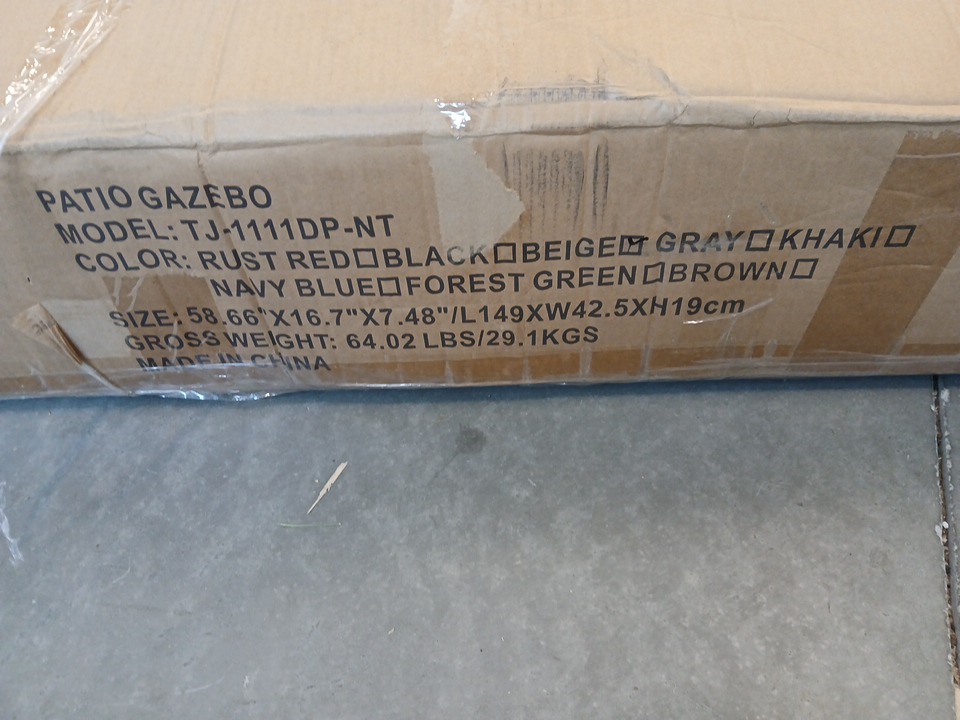 PATIO GAZEBO
MODEL: TJ-1111DP-NT
COLOR: RUST RED☐BLACK☐BEIGE☑ GRAY☐KHAKI☐
NAVY BLUE☐FOREST GREEN☐BROWN☐
SIZE: 58.66"X16.7"X7.48"/L149XW42.5XH19cm
GROSS WEIGHT: 64.02 LBS/29.1KGS
MADE IN CHINA